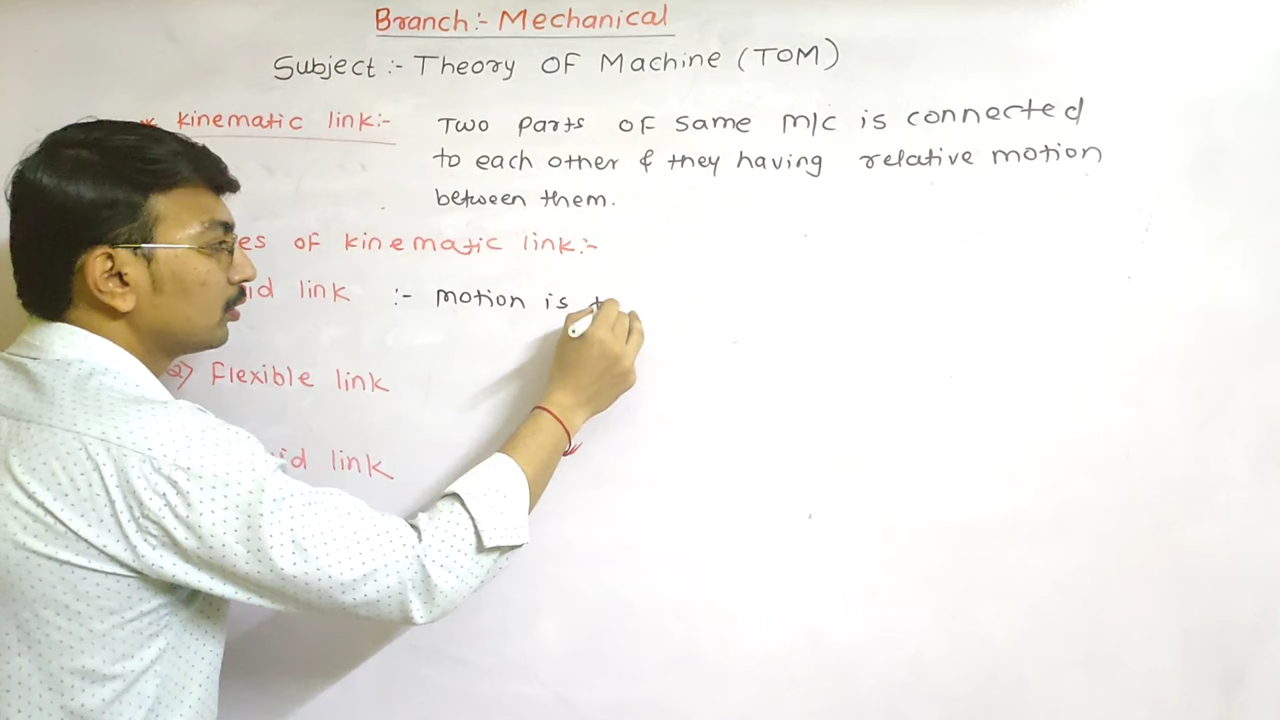 Branch:- Mechanical
Subject:- Theory OF Machine (TOM)
* kinematic link:- Two parts OF same M/C is connected
to each other & they having relative motion
between them.
OF kinematic link:-
link :- motion is
2) Flexible link
link